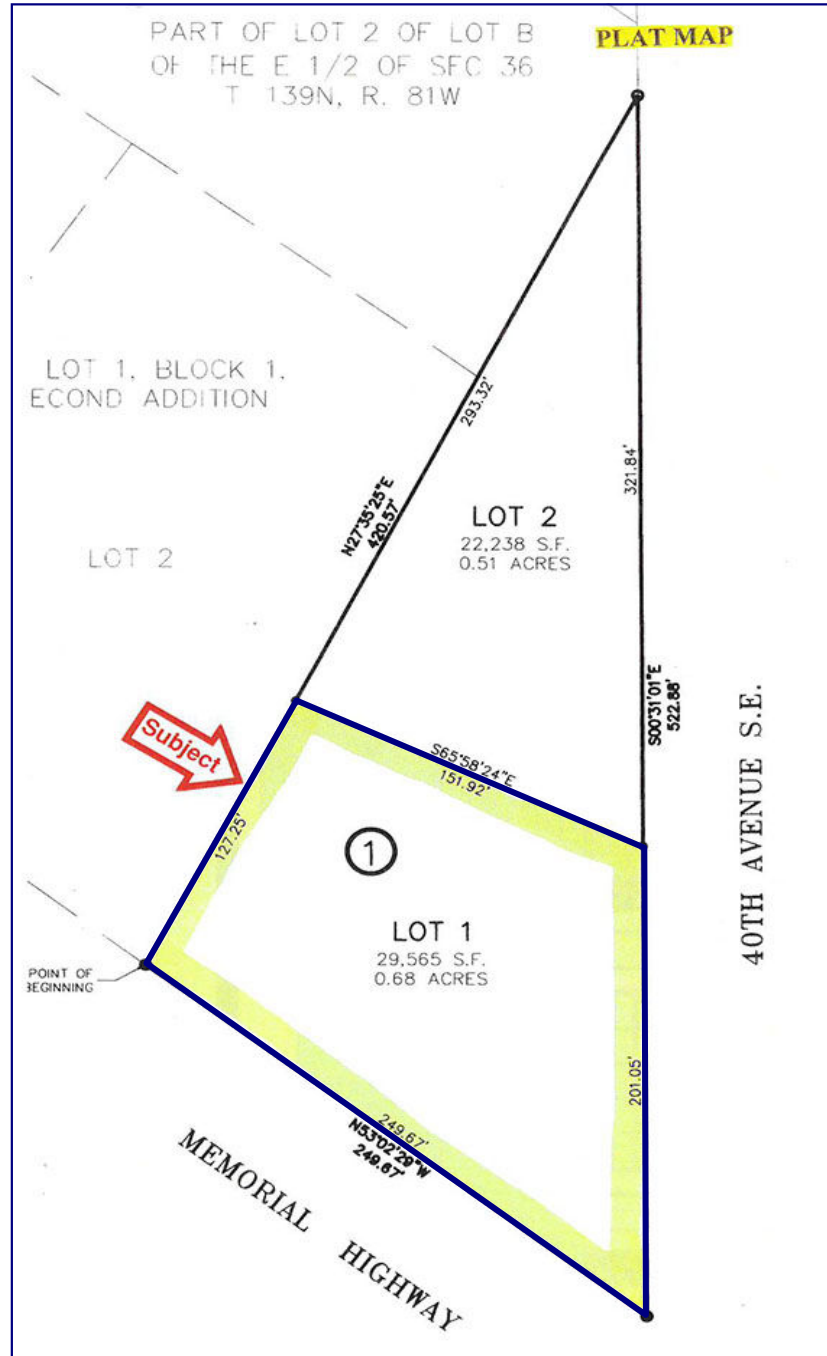 PLAT MAP
PART OF LOT 2 OF LOT B
OF THE E 1/2 OF SEC 36
T 139N, R. 81W
LOT 1, BLOCK 1,
ECOND ADDITION
LOT 2
293.32'
N27°35'25"E
420.57'
321.84'
LOT 2
22,238 S.F.
0.51 ACRES
S00°31'01"E
522.88'
40TH AVENUE S.E.
Subject
S65°58'24"E
151.92'
127.25'
1
LOT 1
29,565 S.F.
0.68 ACRES
POINT OF
BEGINNING
201.05'
249.67'
N53°02'29"W
249.67'
MEMORIAL HIGHWAY